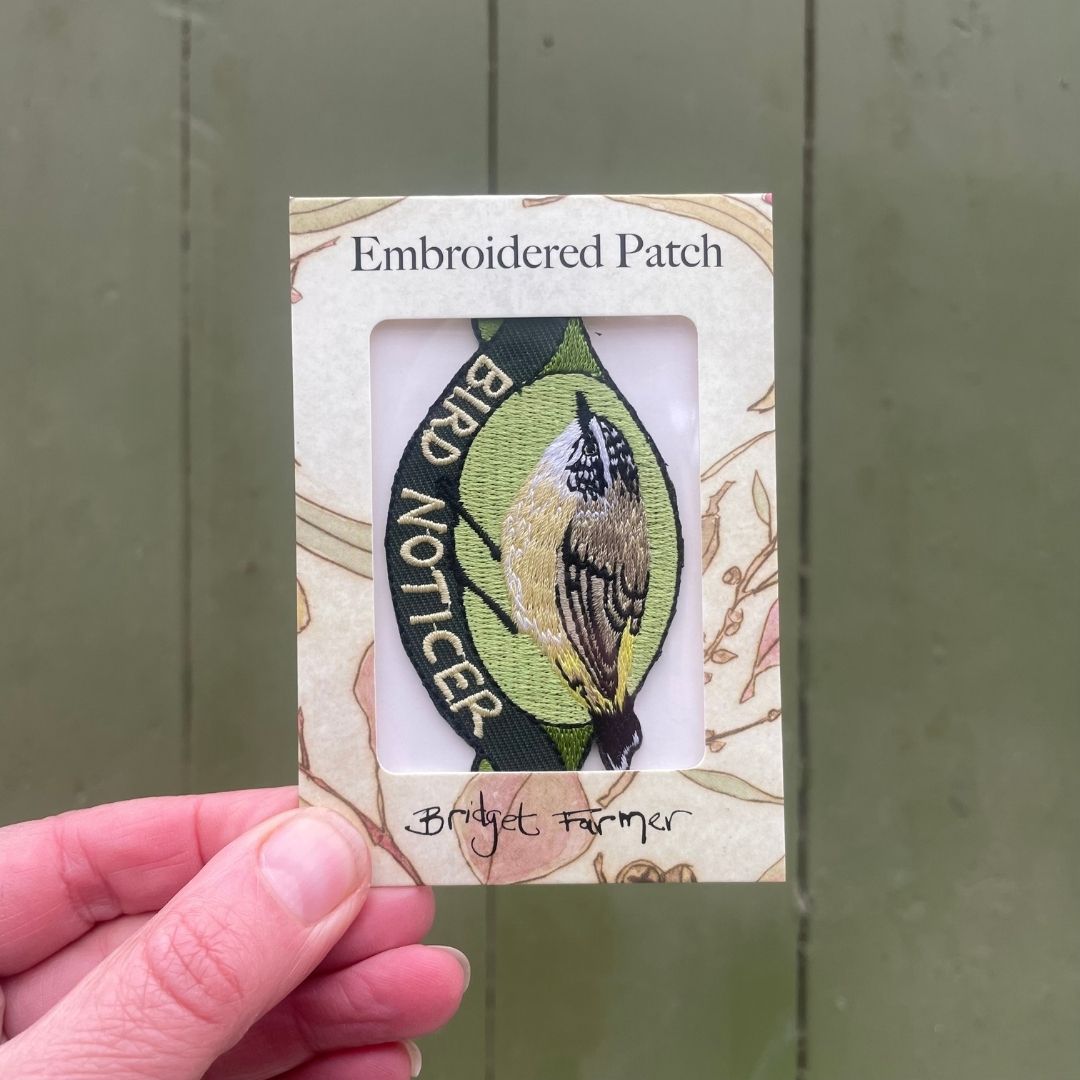 Embroidered Patch
BIRD NOTICER
Bridget Farmer